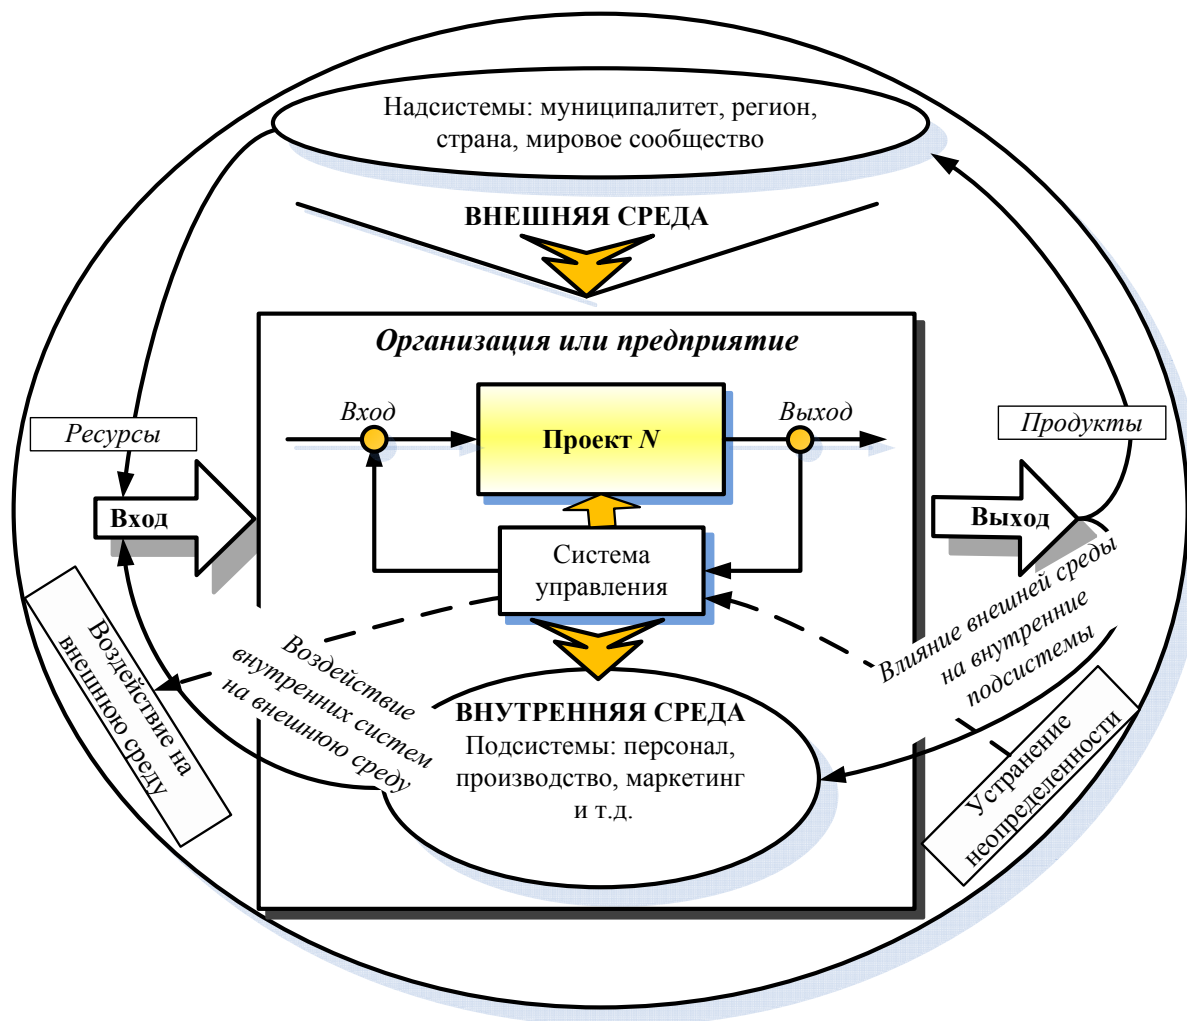 Надсистемы: муниципалитет, регион,
страна, мировое сообщество
ВНЕШНЯЯ СРЕДА
Организация или предприятие
Вход
Проект N
Выход
Ресурсы
Продукты
Вход
Выход
Система
управления
Воздействие на
внешнюю среду
Воздействие
внутренних систем
на внешнюю среду
Влияние внешней среды
на внутренние
подсистемы
ВНУТРЕННЯЯ СРЕДА
Подсистемы: персонал,
производство, маркетинг
и т.д.
Устранение
неопределенности